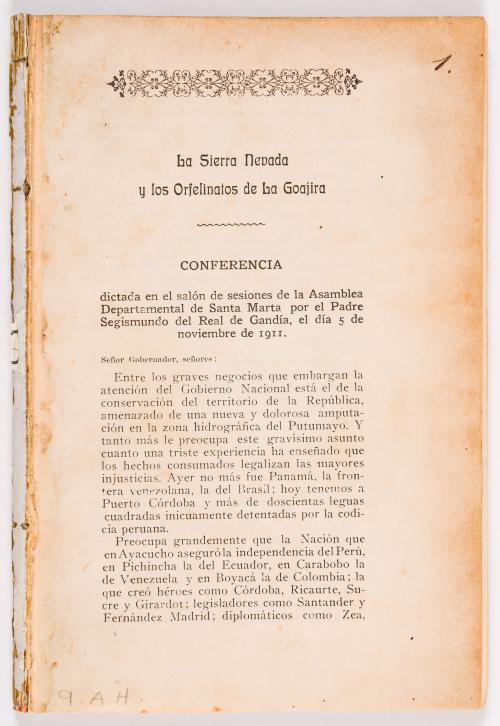 1.
La Sierra Nevada
y los Orfelinatos de La Goajira
CONFERENCIA
dictada en el salón de sesiones de la Asamblea
Departamental de Santa Marta por el Padre
Segismundo del Real de Gandía, el día 5 de
noviembre de 1911.
Señor Gobernador, señores:
Entre los graves negocios que embargan la
atención del Gobierno Nacional está el de la
conservación del territorio de la República,
amenazado de una nueva y dolorosa amputa-
ción en la zona hidrográfica del Putumayo. Y
tanto más le preocupa este gravísimo asunto
cuanto una triste experiencia ha enseñado que
los hechos consumados legalizan las mayores
injusticias. Ayer no más fue Panamá, la fron-
tera venezolana, la del Brasil; hoy tenemos a
Puerto Córdoba y más de doscientas leguas
cuadradas inicuamente detentadas por la codi-
cia peruana.
Preocupa grandemente que la Nación que
en Ayacucho aseguró la independencia del Perú,
en Pichincha la del Ecuador, en Carabobo la
de Venezuela y en Boyacá la de Colombia; la
que creó héroes como Córdoba, Ricaurte, Su-
cre y Girardot; legisladores como Santander y
Fernández Madrid; diplomáticos como Zea,
9 A H.